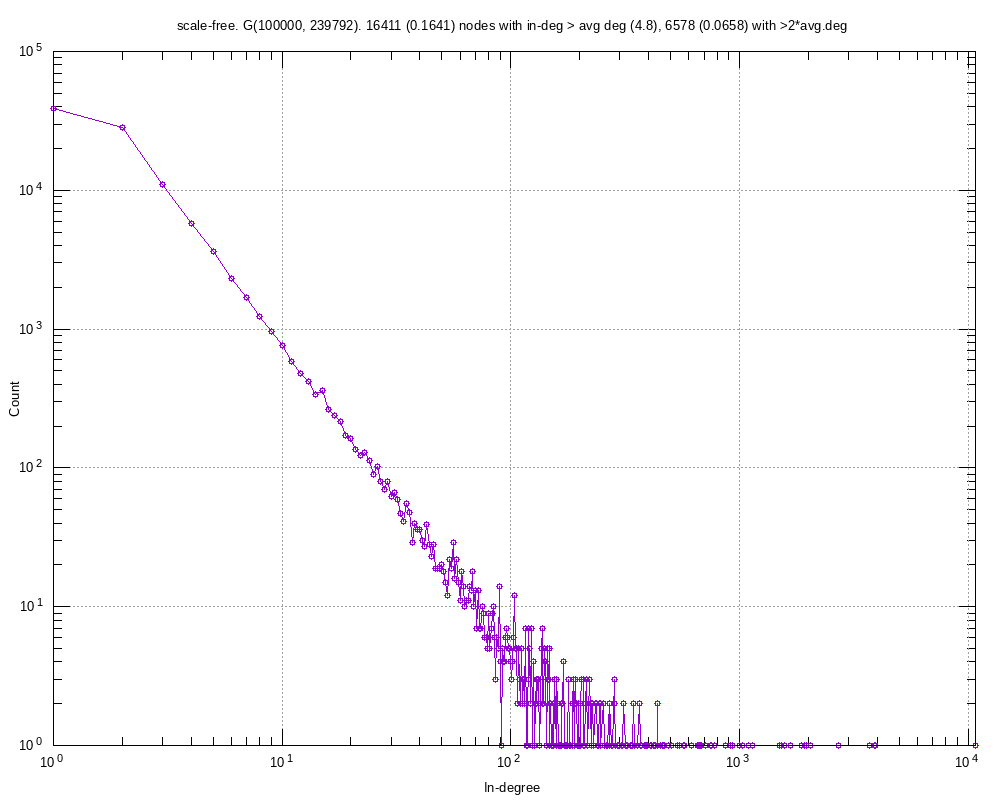 scale-free. G(100000, 239792). 16411 (0.1641) nodes with in-deg > avg deg (4.8), 6578 (0.0658) with >2*avg.deg
10^5
10^4
10^3
10^2
10^1
10^0
Count
10^0 10^1 10^2 10^3 10^4
In-degree